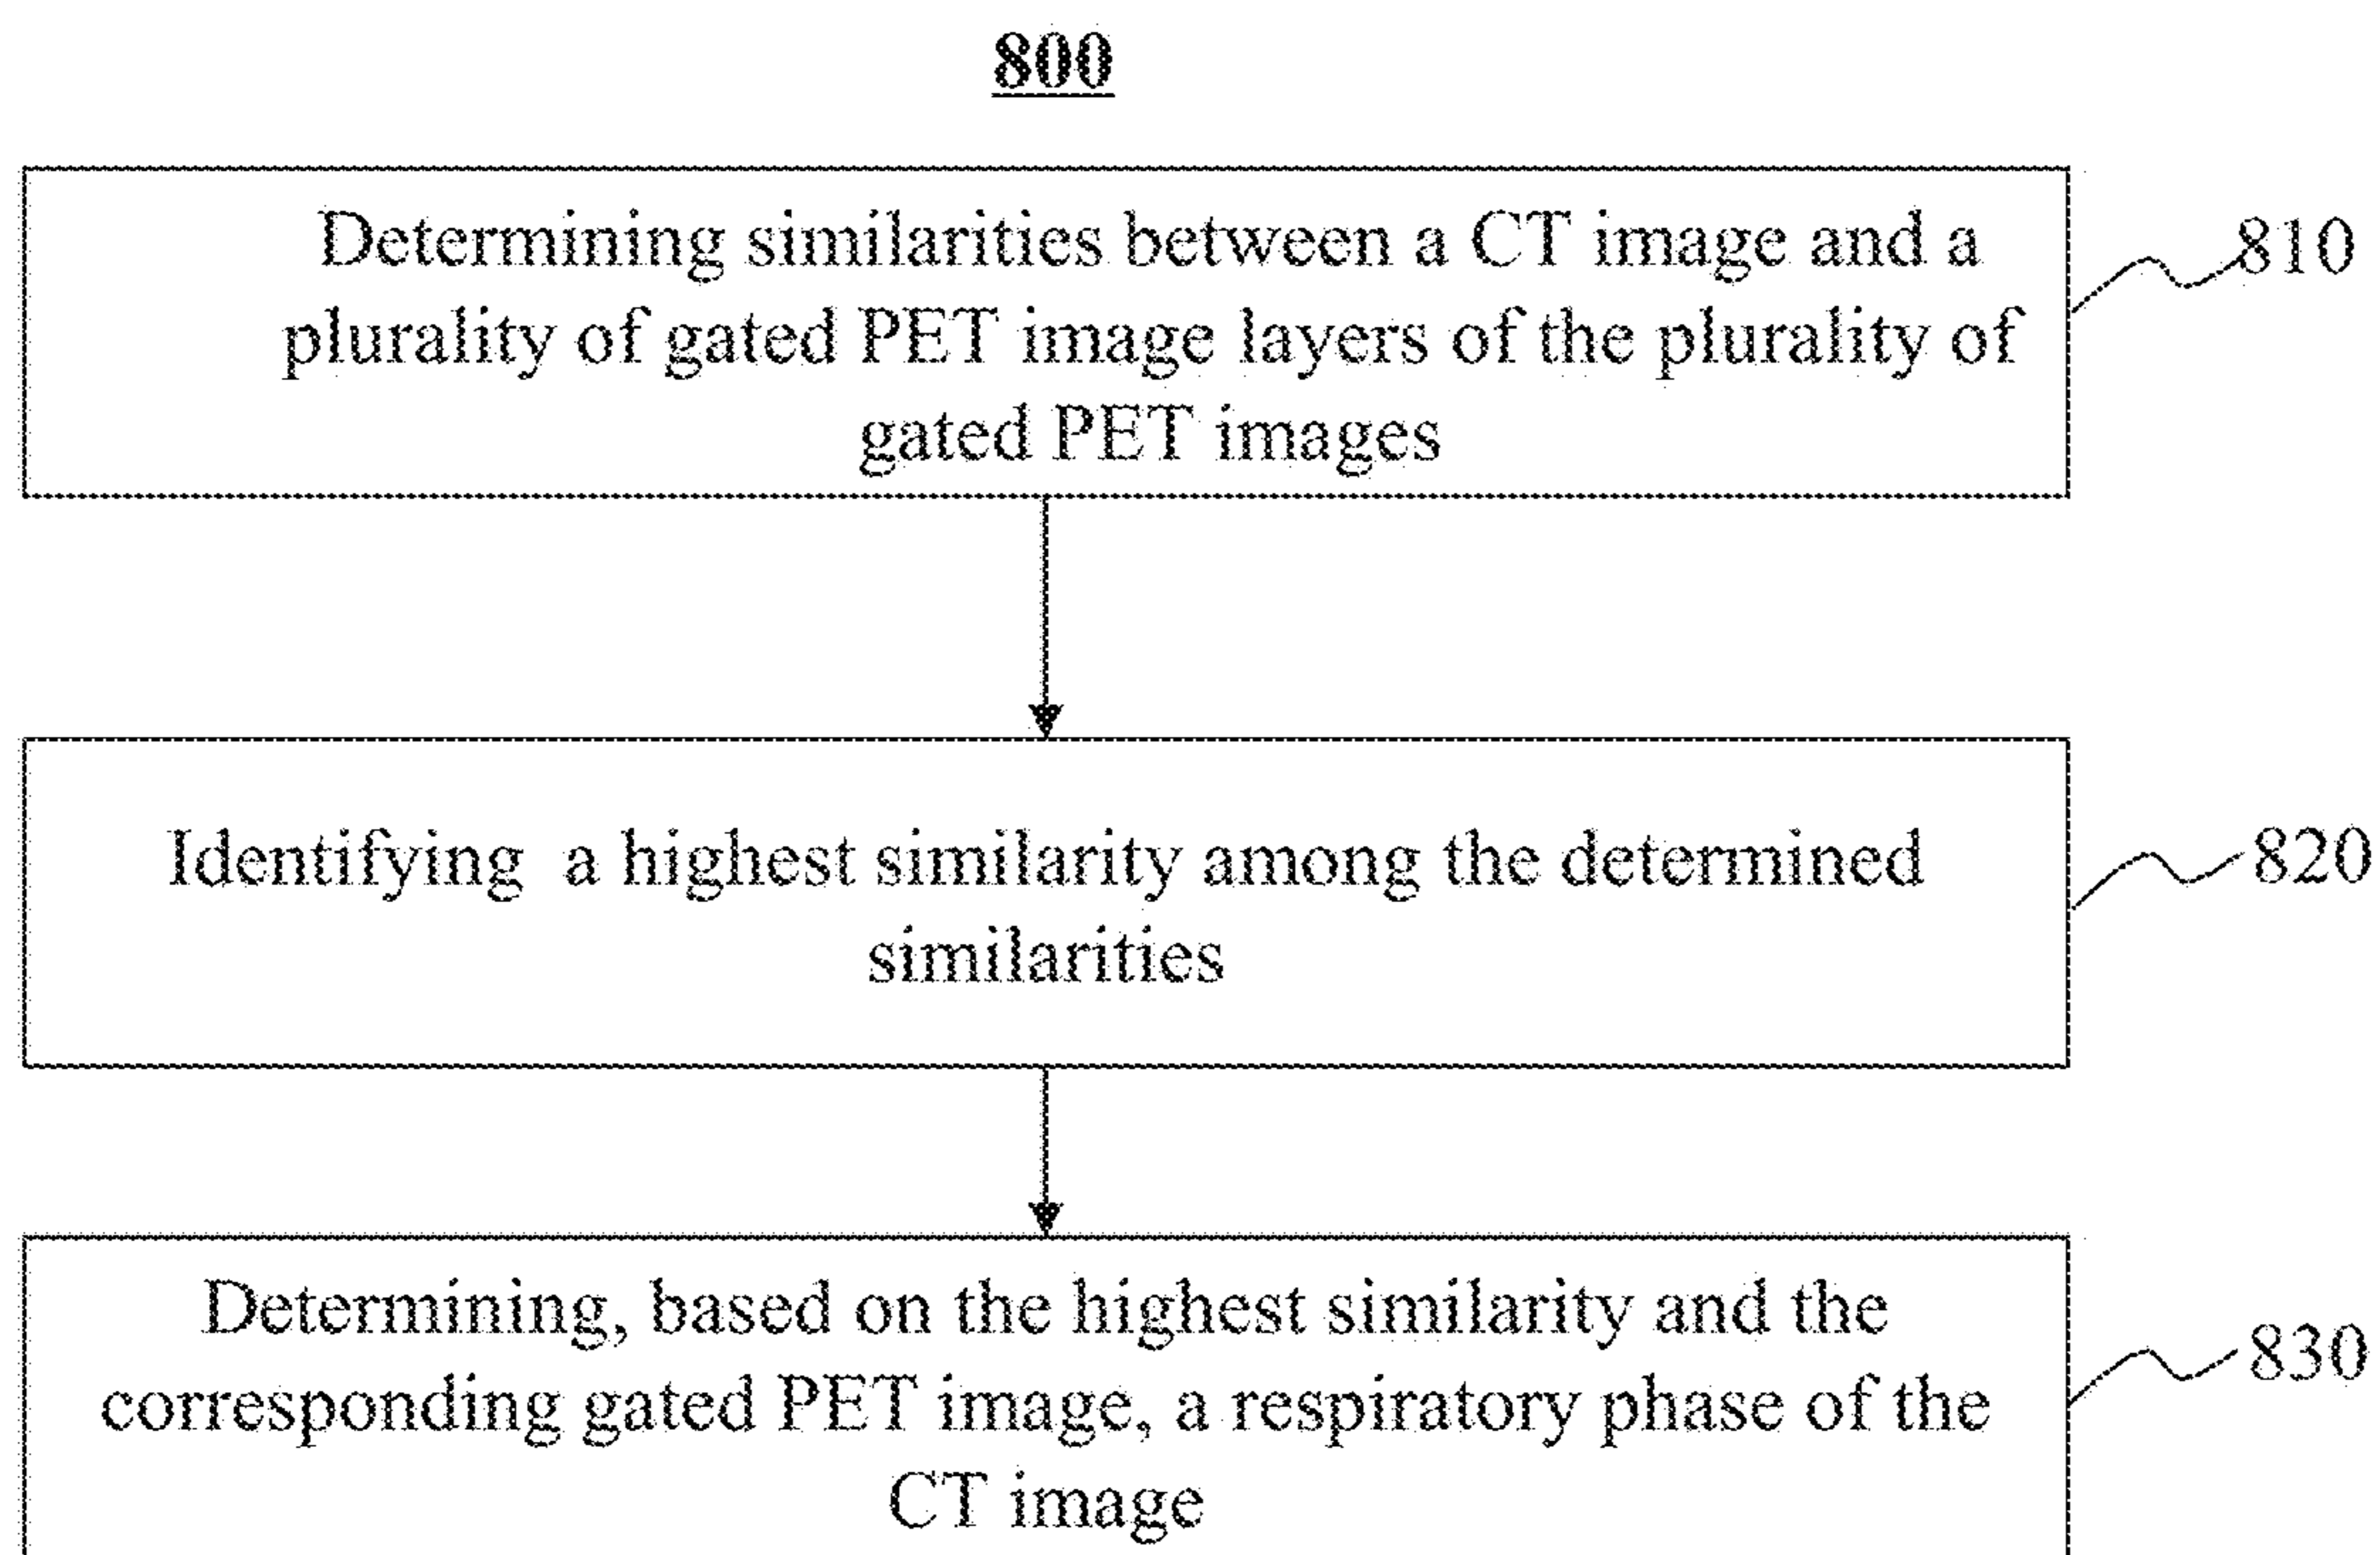 800
Determining similarities between a CT image and a
810
plurality of gated PET image layers of the plurality of
gated PET images
Identifying a highest similarity among the determined
820
similarities
Determining, based on the highest similarity and the
830
corresponding gated PET image, a respiratory phase of the
CT image